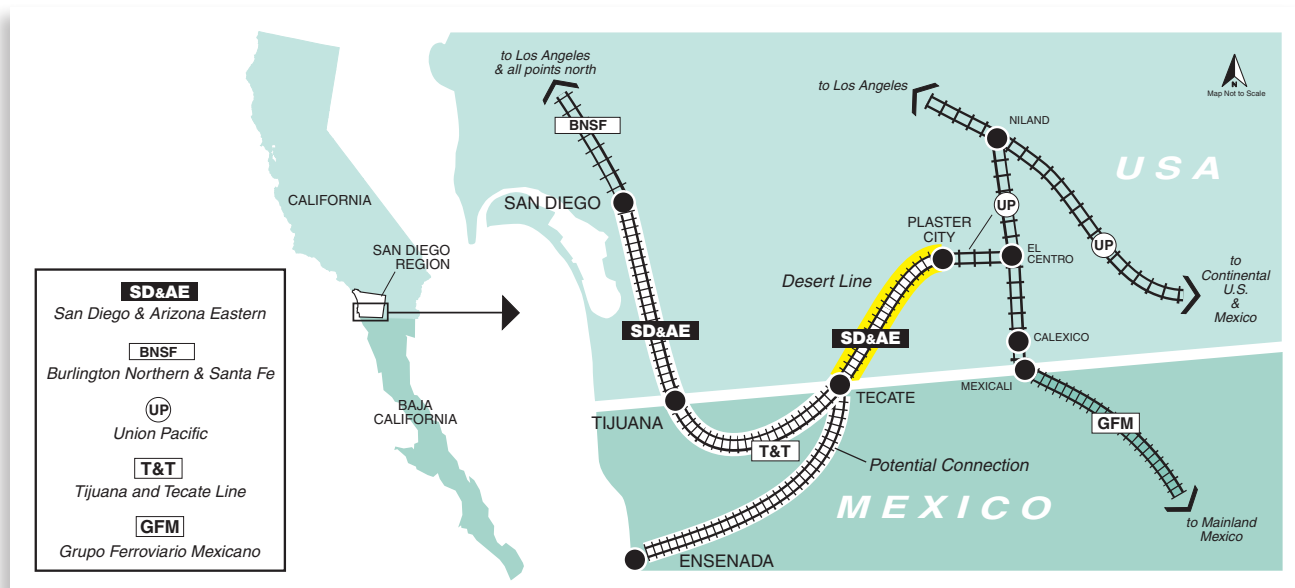 to Los Angeles
& all points north
BNSF
to Los Angeles
N
Map Not to Scale
NILAND
USA
CALIFORNIA
SAN DIEGO
UP
PLASTER
CITY
SAN DIEGO
REGION
EL
CENTRO
UP
to
Continental
U.S.
&
Mexico
Desert Line
SD&AE
San Diego & Arizona Eastern
BNSF
Burlington Northern & Santa Fe
UP
Union Pacific
T&T
Tijuana and Tecate Line
GFM
Grupo Ferroviario Mexicano
SD&AE
SD&AE
CALEXICO
MEXICALI
BAJA
CALIFORNIA
TIJUANA
TECATE
GFM
T&T
Potential Connection
MEXICO
to Mainland
Mexico
ENSENADA